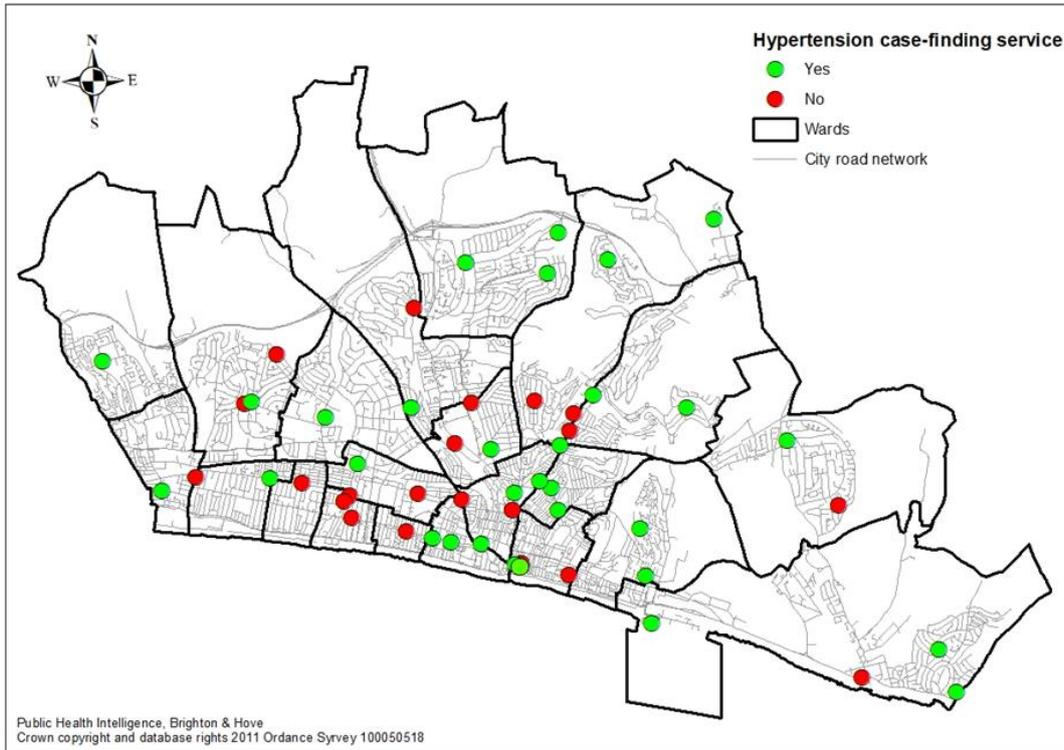 Hypertension case-finding service
Yes
No
Wards
City road network
N
W E
S
Public Health Intelligence, Brighton & Hove
Crown copyright and database rights 2011 Ordance Syrvey 100050518